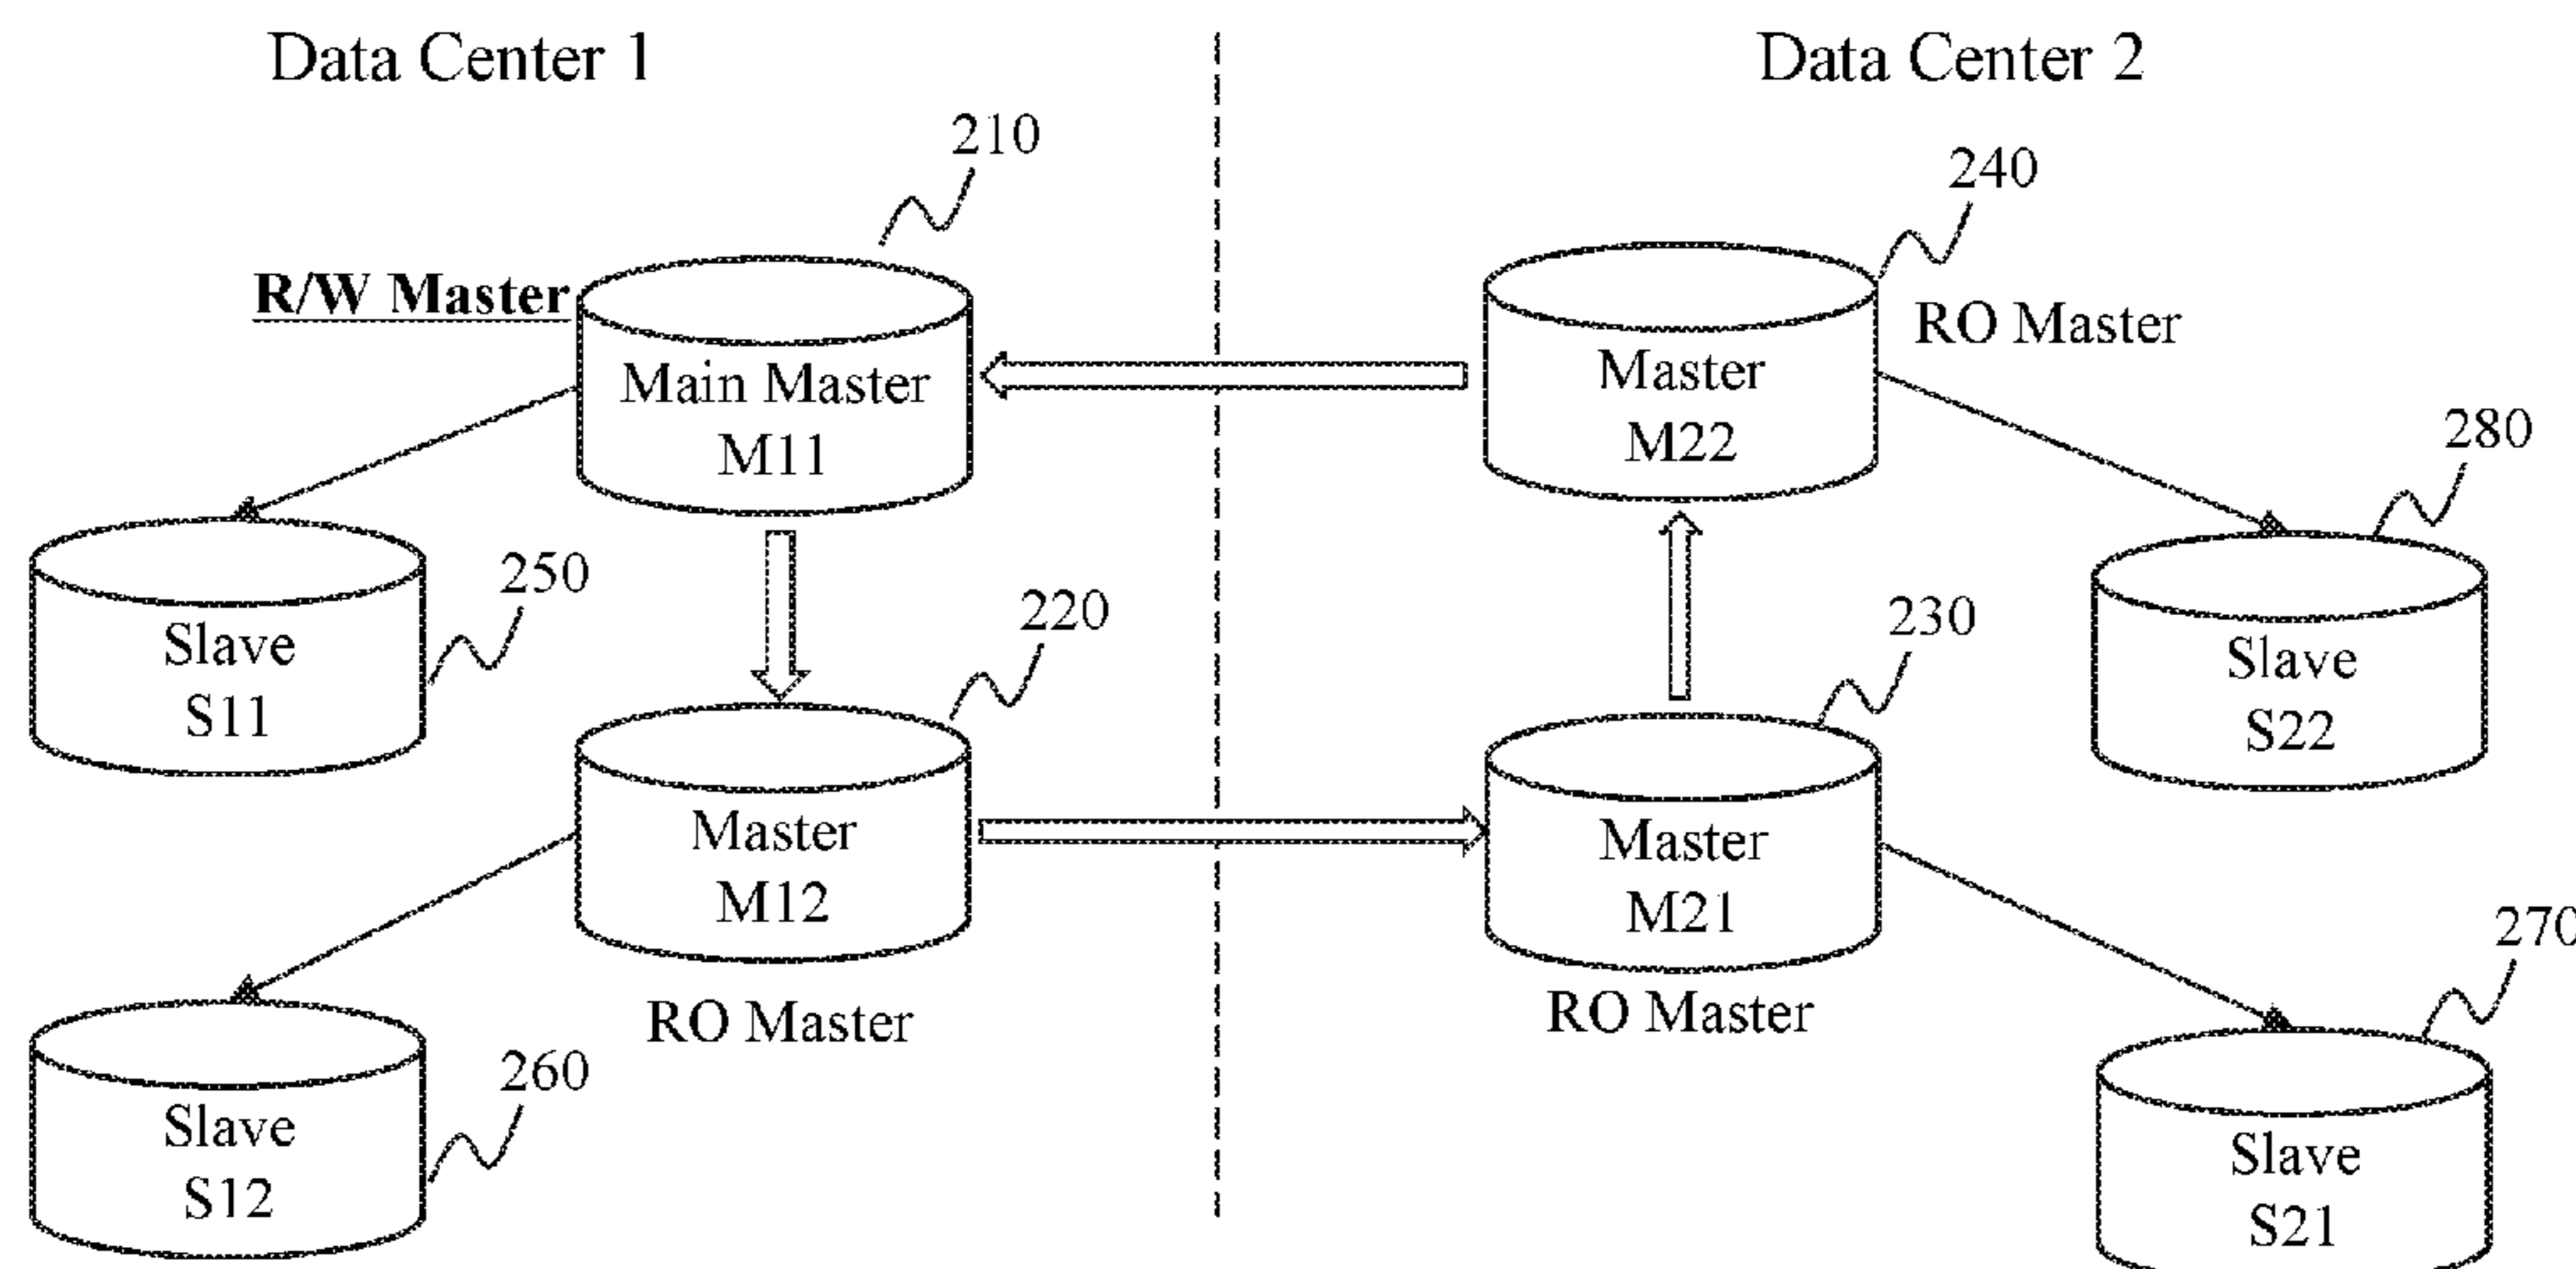 Data Center 1
Data Center 2
210
240
R/W Master
RO Master
Main Master
M11
Master
M22
280
250
220
230
Slave
S11
Slave
S22
Master
M12
Master
M21
270
RO Master
RO Master
260
Slave
S12
Slave
S21